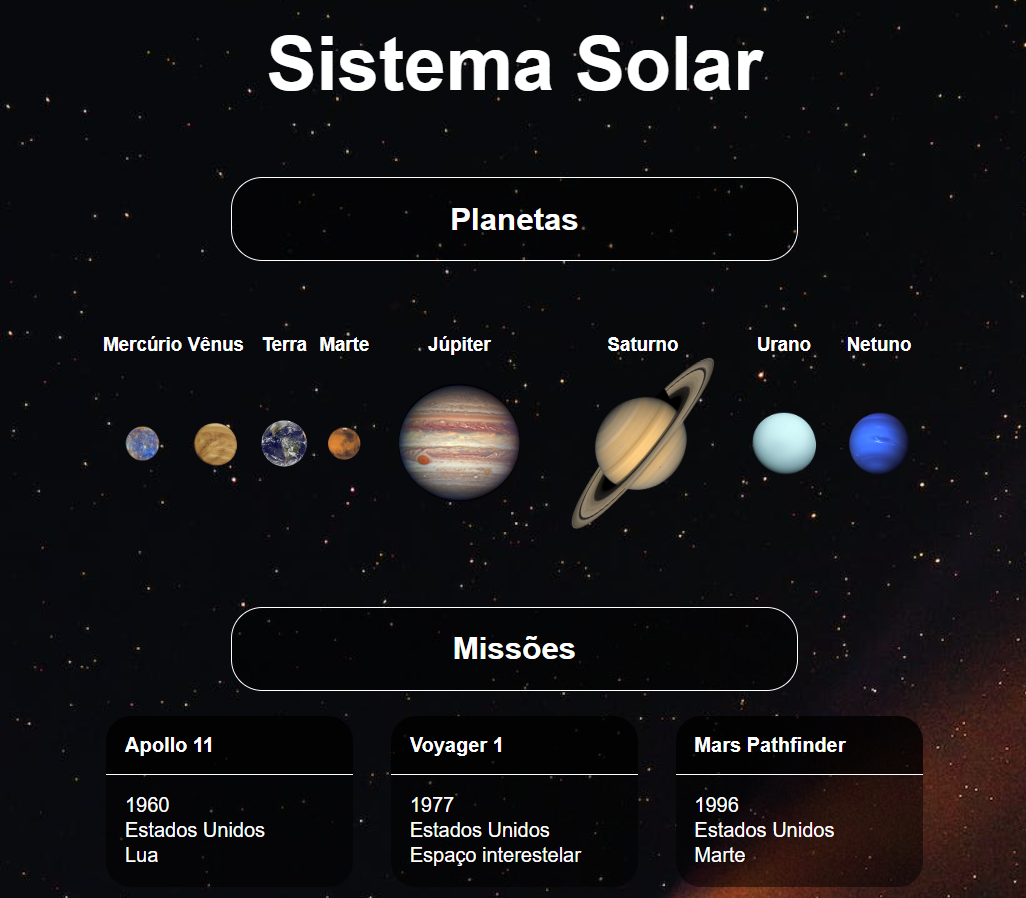 Sistema Solar
Planetas
Mercúrio Vênus Terra Marte Júpiter Saturno Urano Netuno
Missões
Apollo 11
1960
Estados Unidos
Lua
Voyager 1
1977
Estados Unidos
Espaço interestelar
Mars Pathfinder
1996
Estados Unidos
Marte